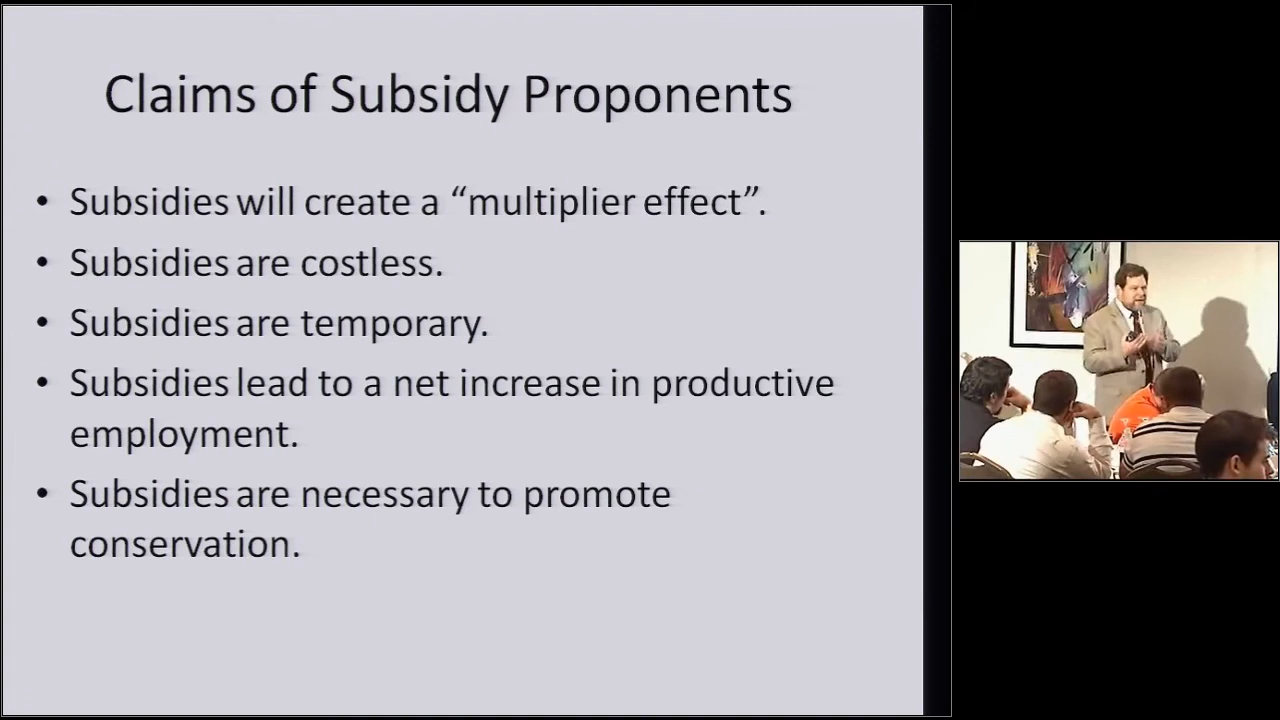 Claims of Subsidy Proponents
• Subsidies will create a “multiplier effect”.
• Subsidies are costless.
• Subsidies are temporary.
• Subsidies lead to a net increase in productive
employment.
• Subsidies are necessary to promote
conservation.